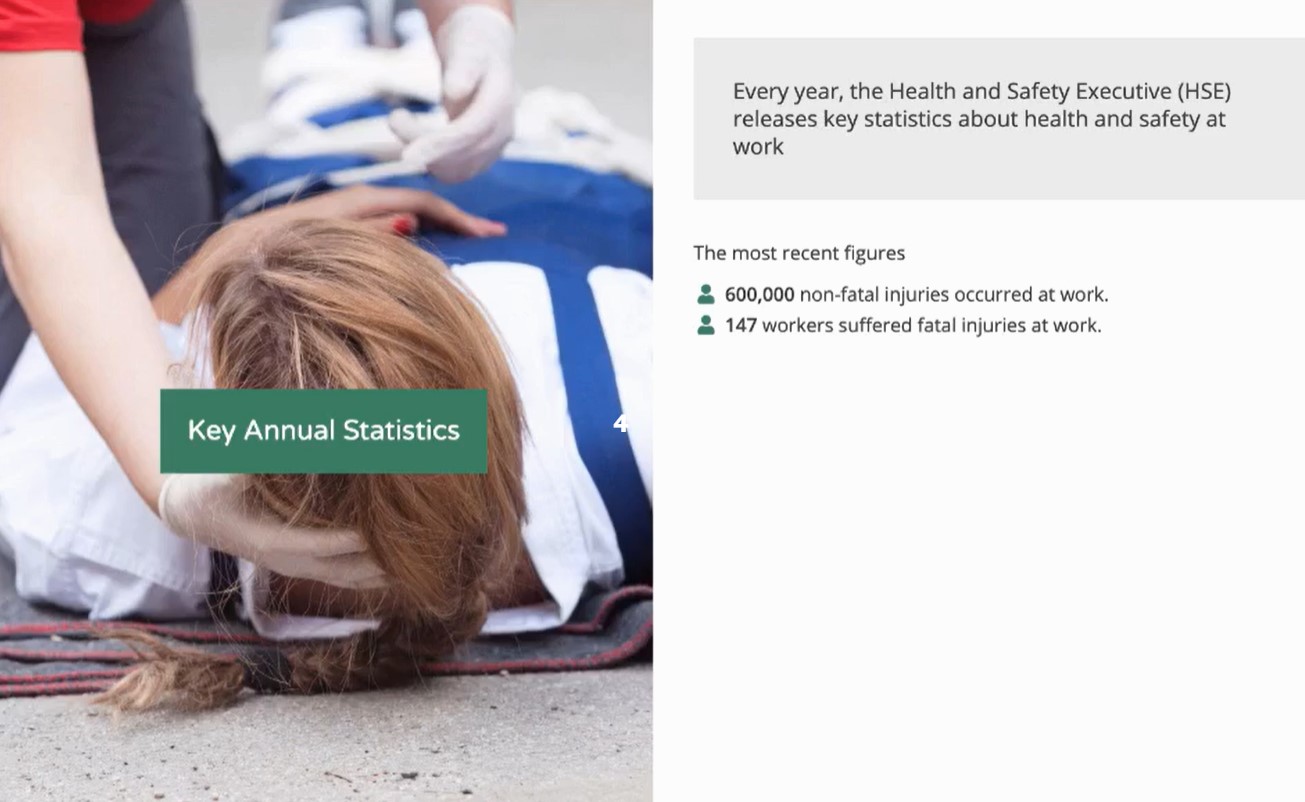 Key Annual Statistics
4
Every year, the Health and Safety Executive (HSE)
releases key statistics about health and safety at
work
The most recent figures
600,000 non-fatal injuries occurred at work.
147 workers suffered fatal injuries at work.